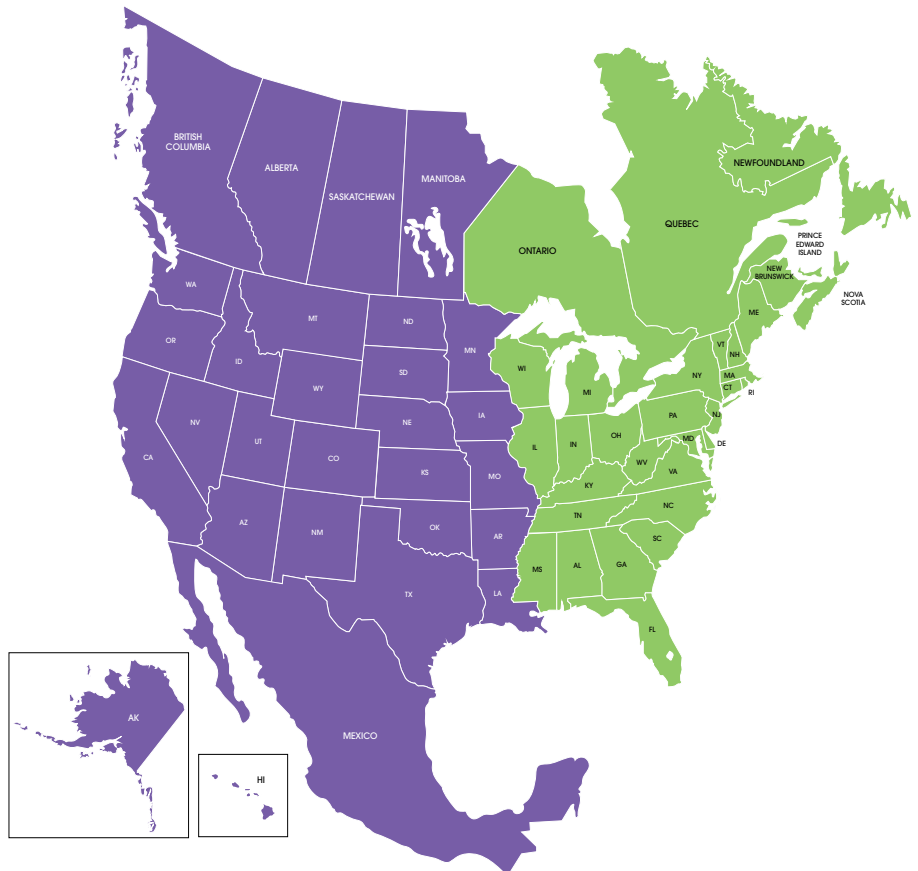 BRITISH
COLUMBIA
ALBERTA
SASKATCHEWAN
MANITOBA
ONTARIO
QUEBEC
NEWFOUNDLAND
PRINCE
EDWARD
ISLAND
NEW
BRUNSWICK
NOVA
SCOTIA
WA
OR
ID
MT
ND
MN
SD
WY
NE
IA
CA
NV
UT
CO
KS
MO
AZ
NM
OK
AR
TX
LA
WI
MI
IL
IN
OH
KY
TN
MS
AL
GA
FL
SC
NC
VA
WV
MD
DE
PA
NJ
NY
CT
RI
MA
VT
NH
ME
MEXICO
AK
HI